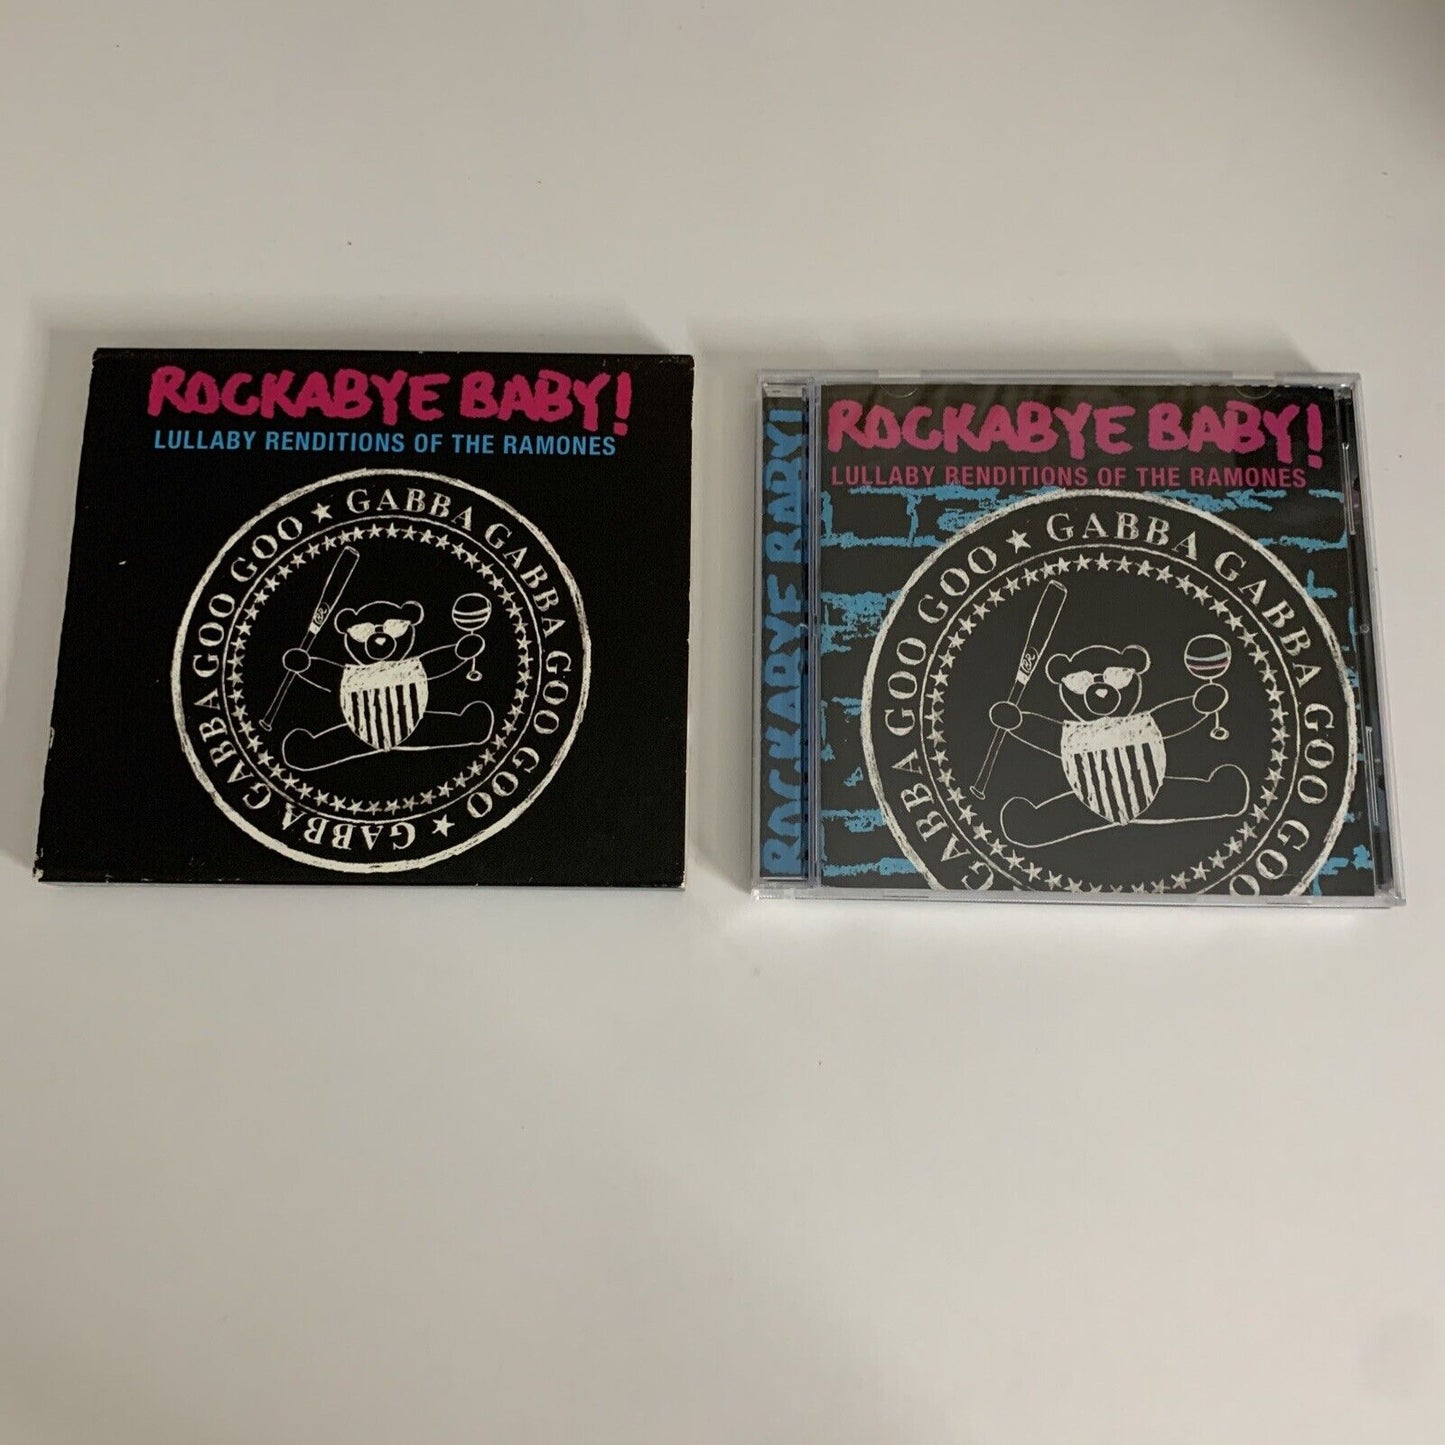 ROCKABYE BABY!
LULLABY RENDITIONS OF THE RAMONES
GABBA GABBA GOO GOO ★ GABBA GABBA GOO GOO ★
ROCKABYE BABY!
ROCKABYE BABY!
LULLABY RENDITIONS OF THE RAMONES
GABBA GOO GOO ★ GABBA GABBA GOO GOO